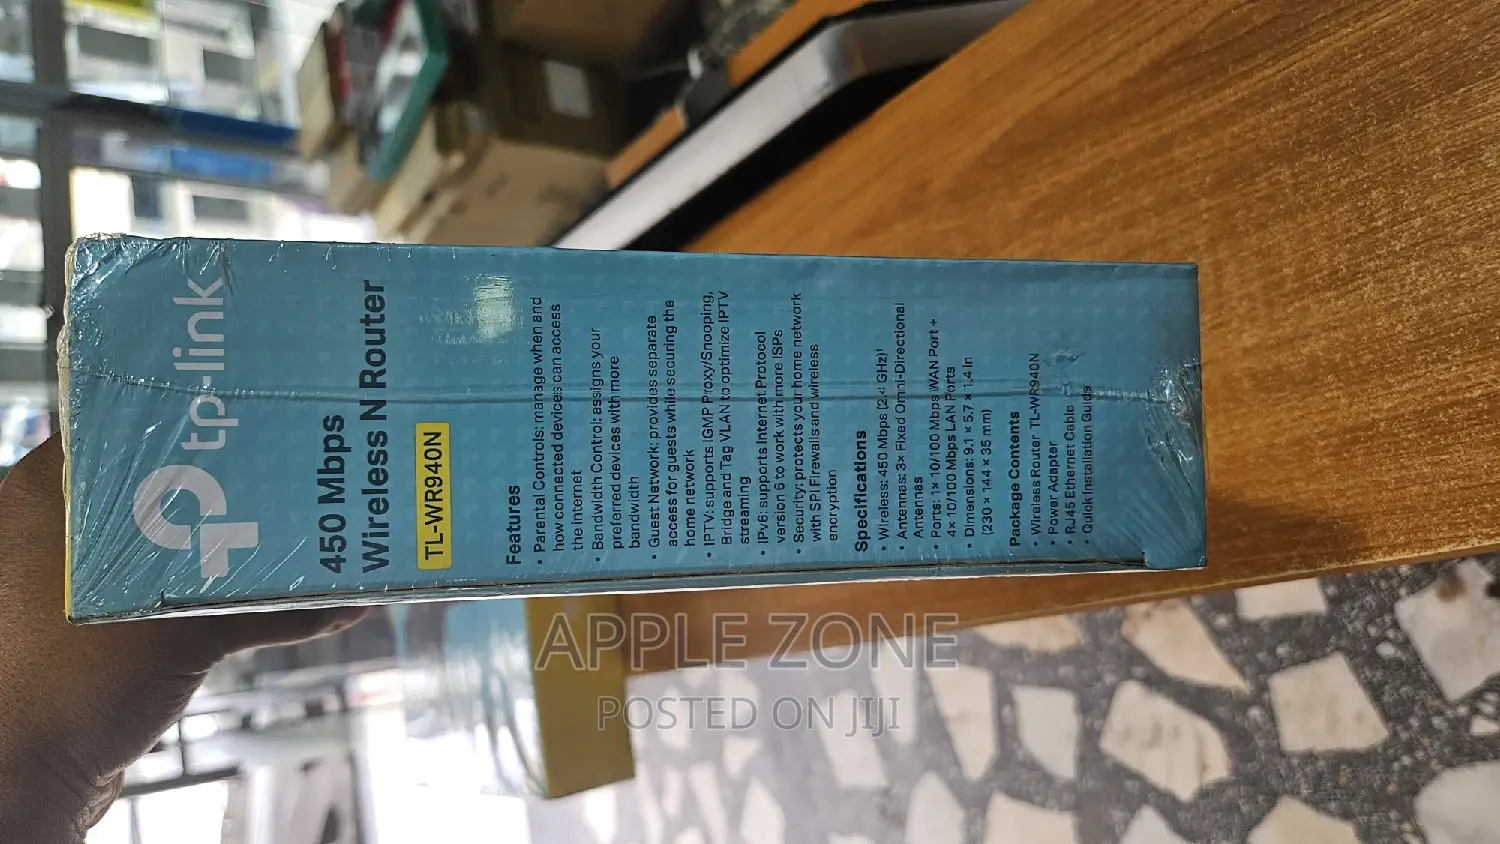 tp-link
450 Mbps
Wireless N Router
TL-WR940N
Features
• Parental Controls: manage when and
how connected devices can access
the internet
• Bandwidth Control: assigns your
preferred devices with more
bandwidth
• Guest Network: provides separate
access for guests while securing the
home network
• IPTV: supports IGMP Proxy/Snooping,
Bridge and Tag VLAN to optimize IPTV
streaming
• IPv6: supports Internet Protocol
version 6 to work with more ISPs
• Security: protects your home network
with SPI Firewalls and wireless
encryption
Specifications
• Wireless: 450 Mbps (2.4 GHz)†
• Antennas: 3× Fixed Omni-Directional
Antennas
• Ports: 1× 10/100 Mbps WAN Port +
4× 10/100 Mbps LAN Ports
• Dimensions: 9.1 × 5.7 × 1.4 in
(230 × 144 × 35 mm)
Package Contents
• Wireless Router TL-WR940N
• Power Adapter
• RJ45 Ethernet Cable
• Quick Installation Guide
APPLE ZONE
POSTED ON JIJI